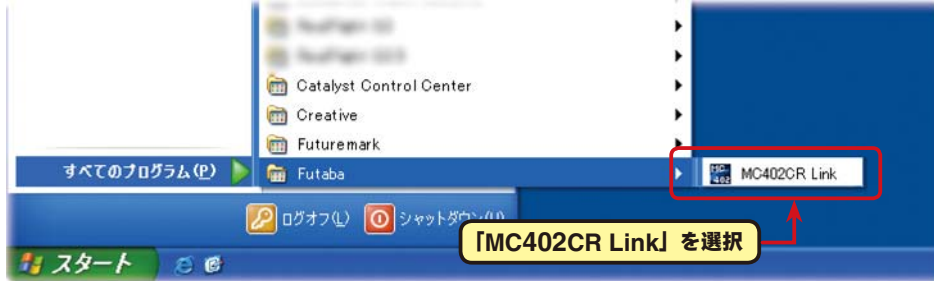 Catalyst Control Center
Creative
Futuremark
すべてのプログラム(P)
Futaba
MC402CR Link
ログオフ(L)
シャットダウン(U)
「MC402CR Link」を選択
スタート